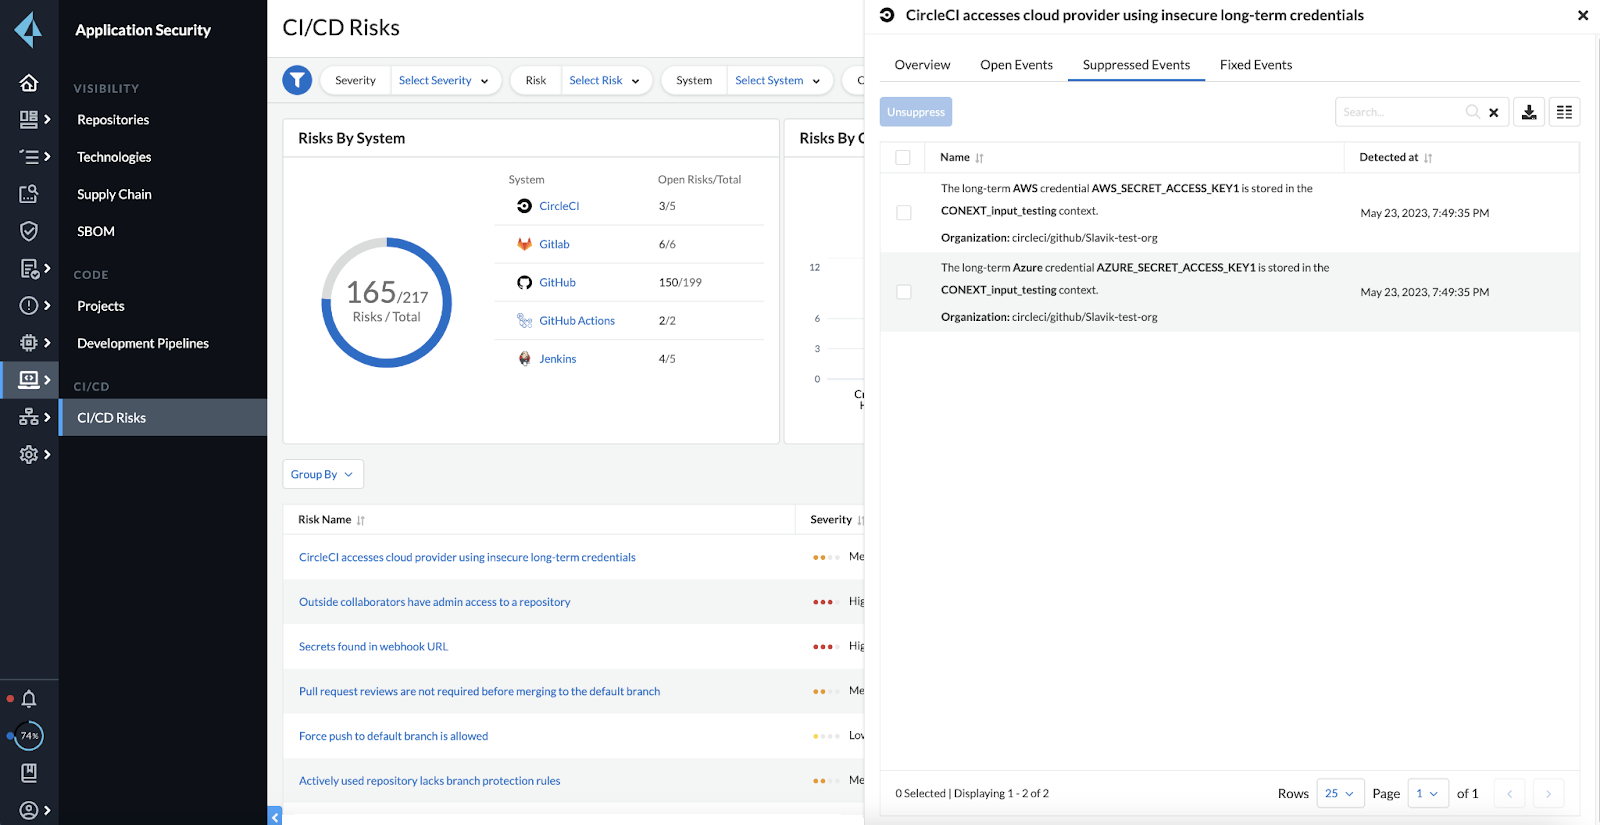 Application Security
VISIBILITY
Repositories
Technologies
Supply Chain
SBOM
CODE
Projects
Development Pipelines
CI/CD
CI/CD Risks
74%
CI/CD Risks
Severity Select Severity Risk Select Risk System Select System C
Risks By System
165/217
Risks / Total
System Open Risks/Total
CircleCI 3/5
Gitlab 6/6
GitHub 150/199
GitHub Actions 2/2
Jenkins 4/5
Risks By C
12
6
3
0
Ci
H
Group By
Risk Name Severity
CircleCI accesses cloud provider using insecure long-term credentials Me
Outside collaborators have admin access to a repository Hig
Secrets found in webhook URL Hig
Pull request reviews are not required before merging to the default branch Me
Force push to default branch is allowed Lov
Actively used repository lacks branch protection rules Me
CircleCI accesses cloud provider using insecure long-term credentials
Overview Open Events Suppressed Events Fixed Events
Unsuppress Search...
Name Detected at
The long-term AWS credential AWS_SECRET_ACCESS_KEY1 is stored in the
CONEXT_input_testing context.
Organization: circleci/github/Slavik-test-org
May 23, 2023, 7:49:35 PM
The long-term Azure credential AZURE_SECRET_ACCESS_KEY1 is stored in the
CONEXT_input_testing context.
Organization: circleci/github/Slavik-test-org
May 23, 2023, 7:49:35 PM
0 Selected | Displaying 1 - 2 of 2 Rows 25 Page 1 of 1